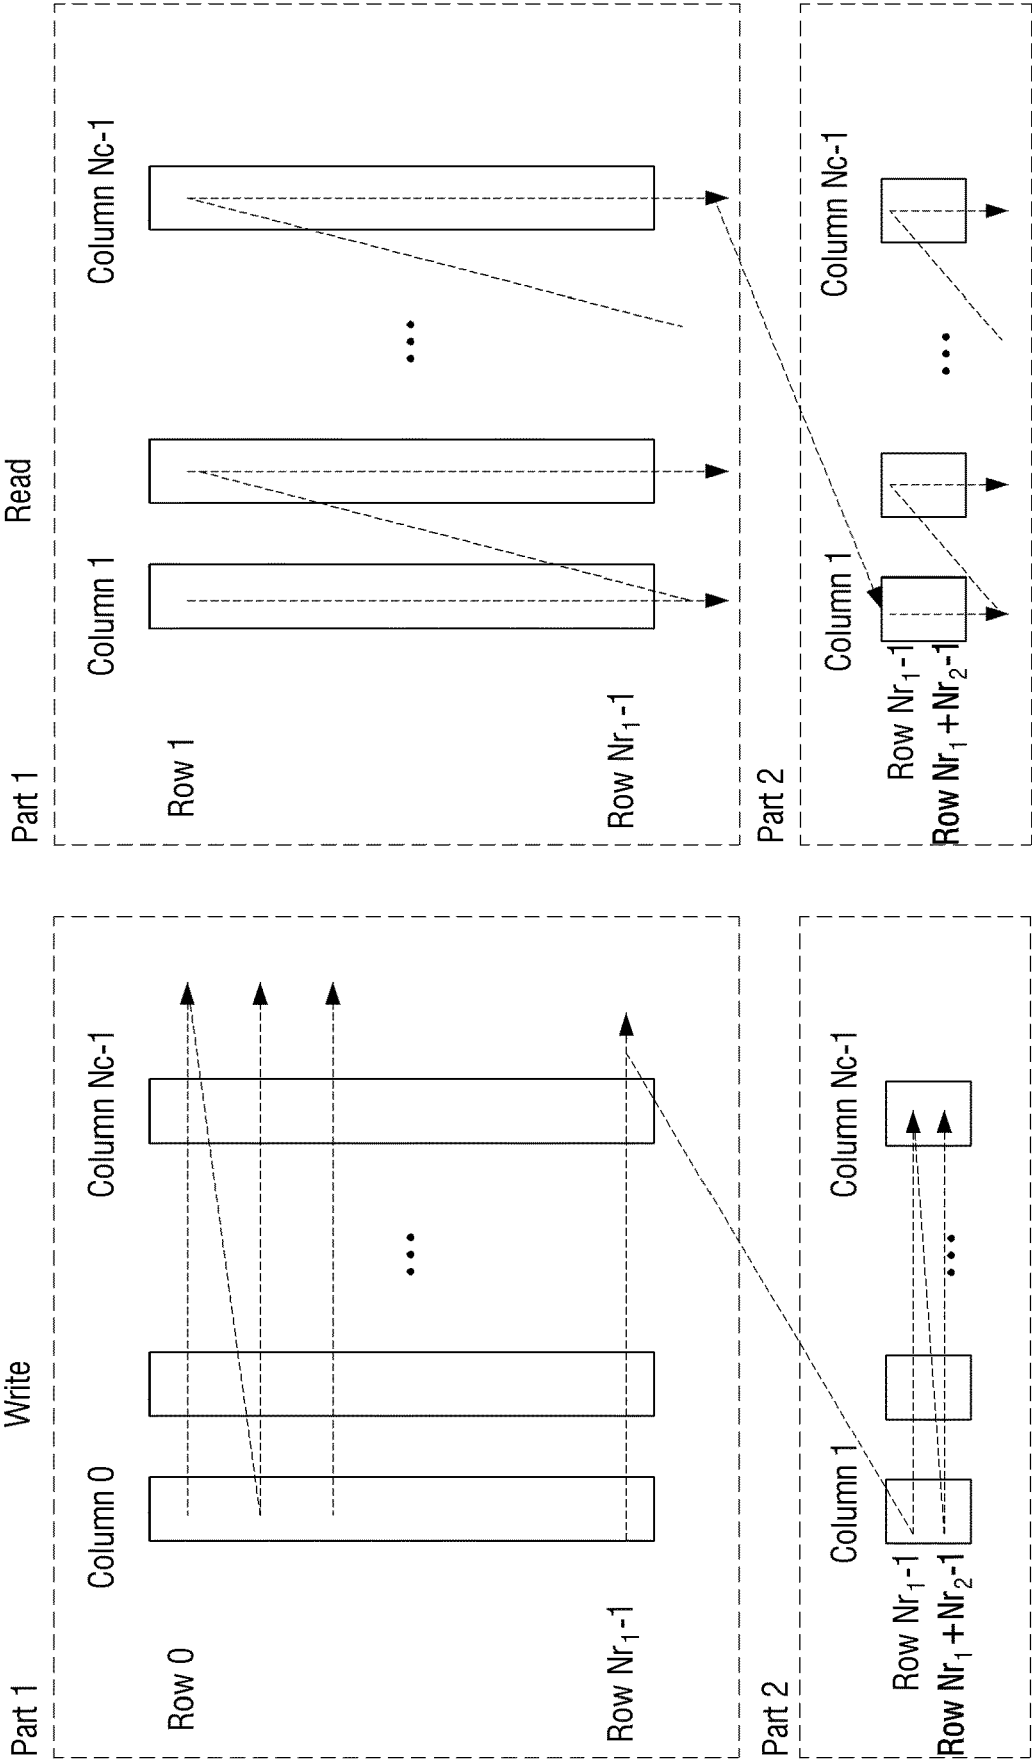 Write
Part 1
Column 0
Column Nc-1
Row 0
Row Nr₁-1
Part 2
Column 1
Column Nc-1
Row Nr₁-1
Row Nr₁+Nr₂-1
Read
Part 1
Column 1
Column Nc-1
Row 1
Row Nr₁-1
Part 2
Column 1
Column Nc-1
Row Nr₁-1
Row Nr₁+Nr₂-1